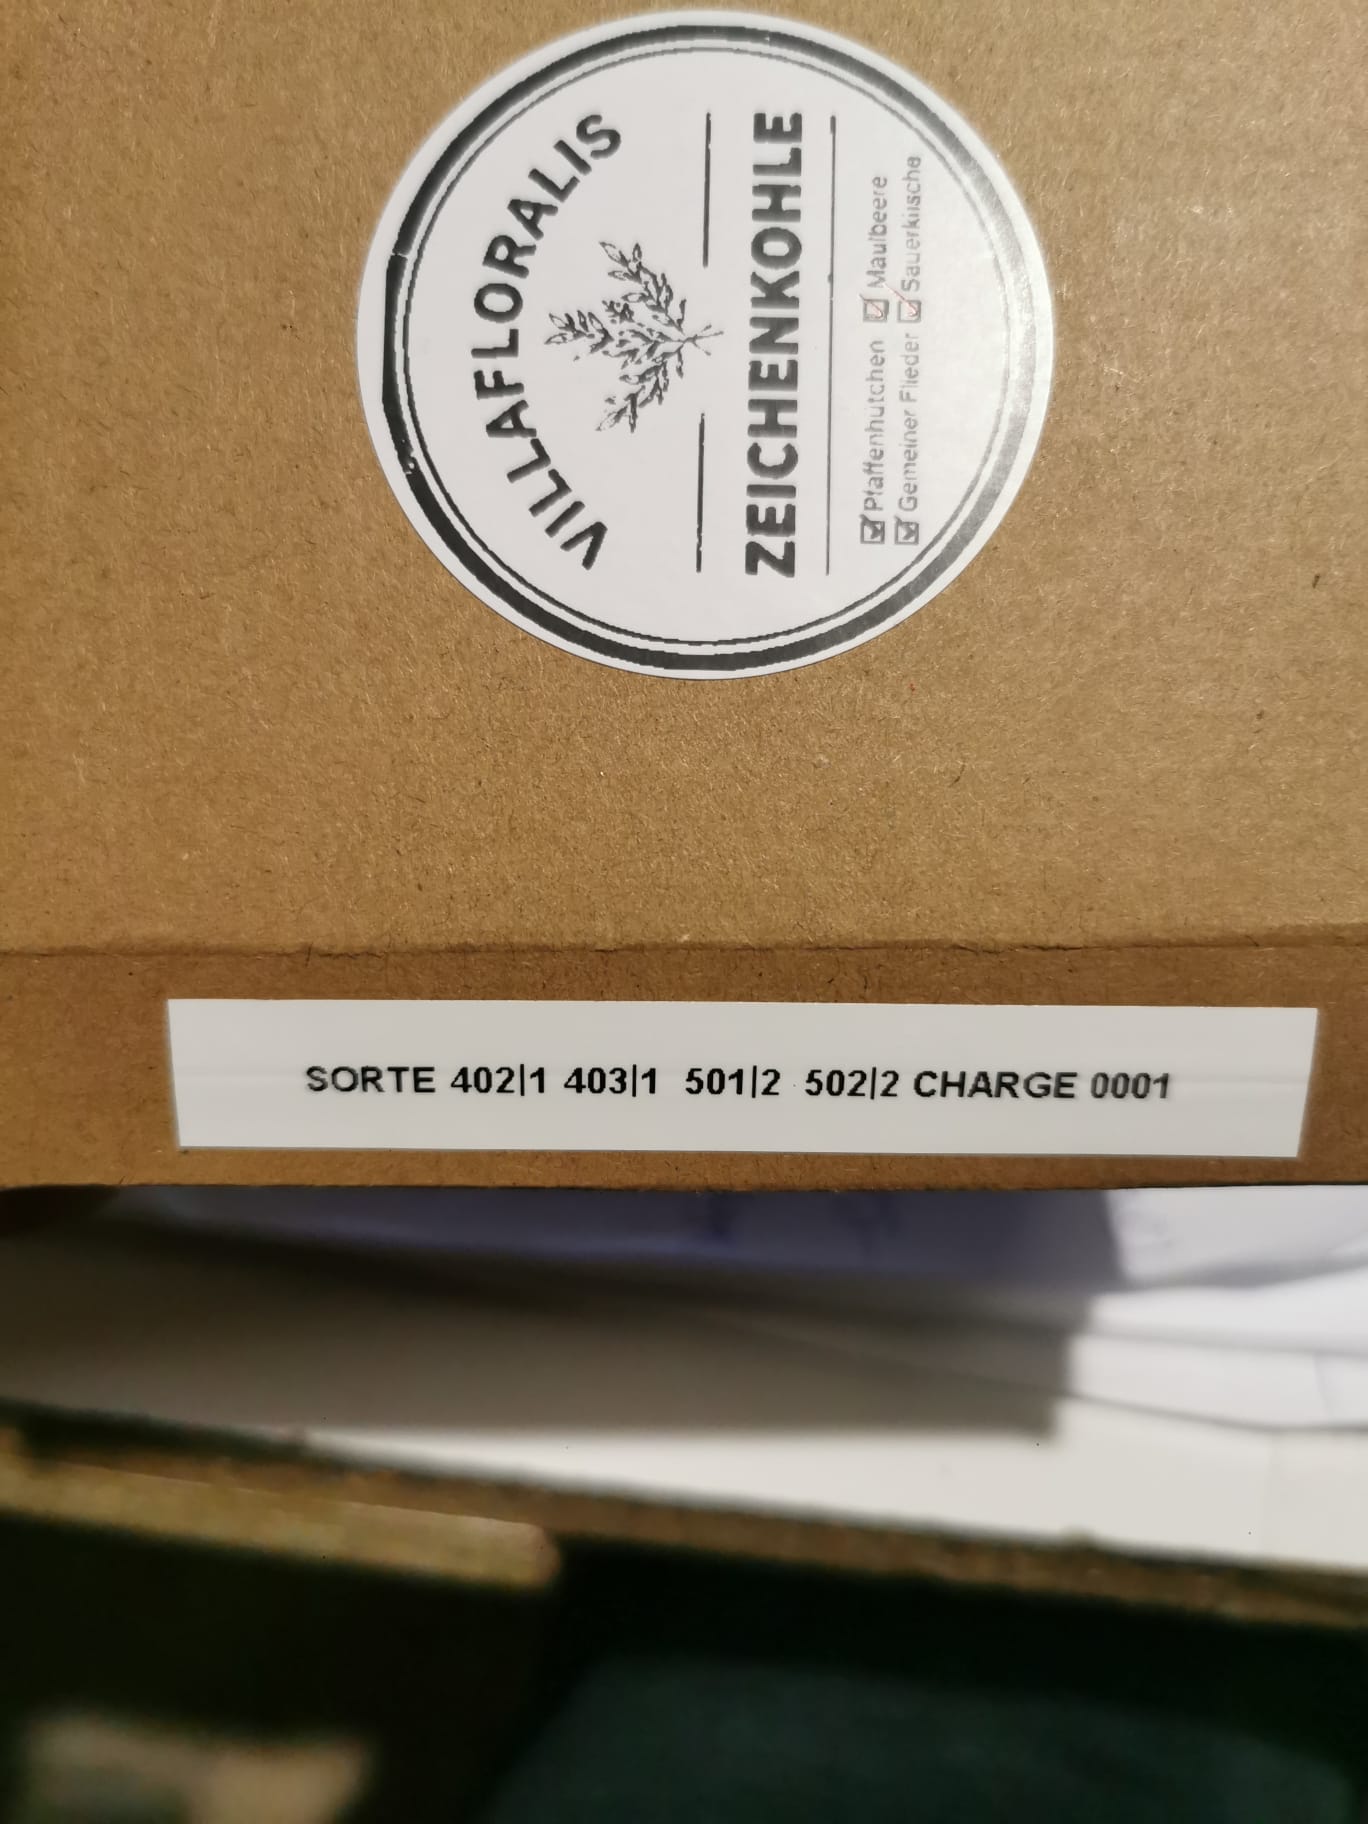 VILLAFLORALIS
ZEICHENKOHLE
☑ Pfaffenhütchen ☑ Maulbeere
☑ Gemeiner Flieder ☑ Sauerkirsche
SORTE 402|1 403|1 501|2 502|2 CHARGE 0001